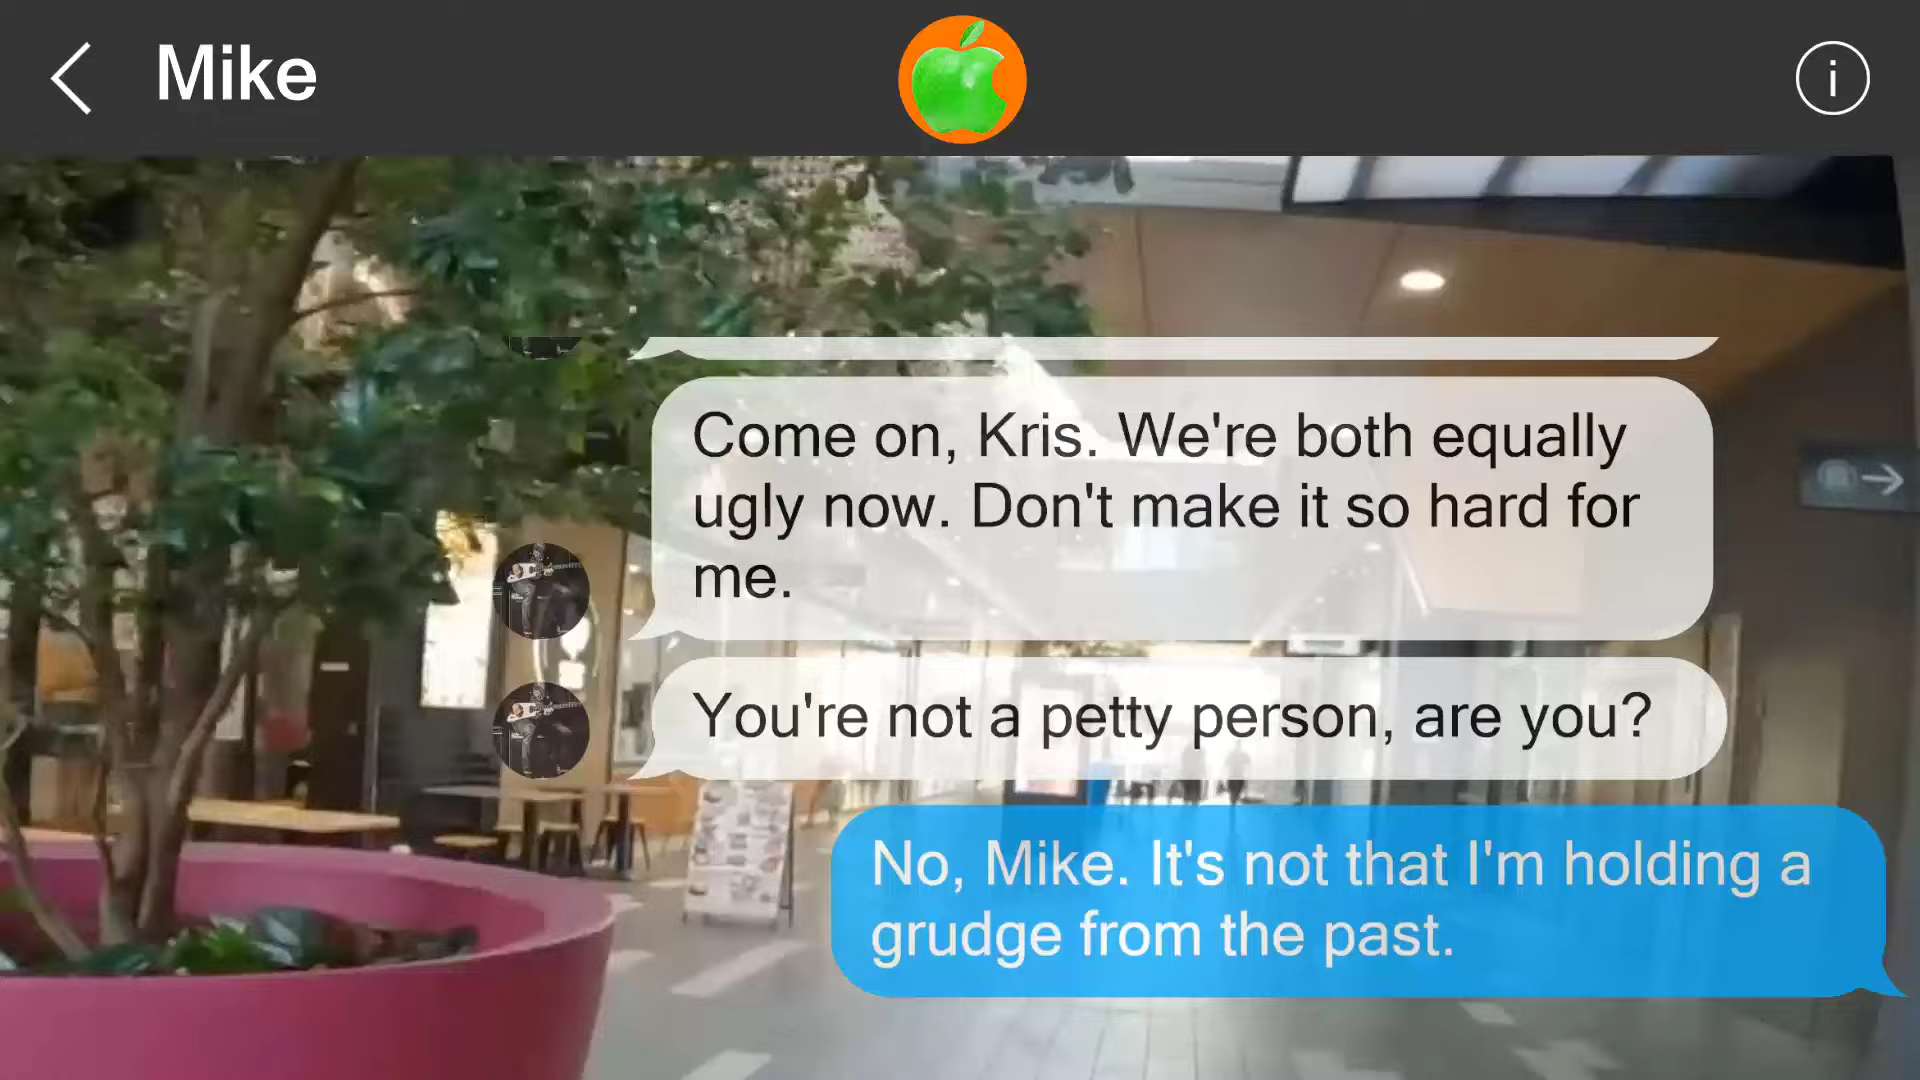 Mike
Come on, Kris. We're both equally
ugly now. Don't make it so hard for
me.
You're not a petty person, are you?
No, Mike. It's not that I'm holding a
grudge from the past.